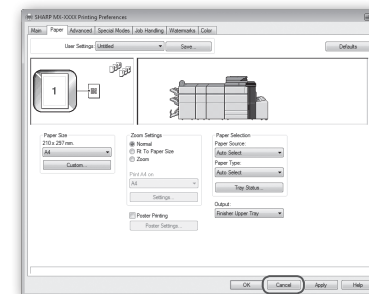 SHARP MX-XXXX Printing Preferences
Main Paper Advanced Special Modes Job Handling Watermarks Color
User Settings: Untitled Save... Defaults
1
Paper Size
210 x 297 mm.
A4
Custom...
Zoom Settings
Normal
Fit To Paper Size
Zoom
Print A4 on:
A4
Settings...
Poster Printing
Poster Settings...
Paper Selection
Paper Source:
Auto Select
Paper Type:
Auto Select
Tray Status...
Output:
Finisher Upper Tray
OK Cancel Apply Help